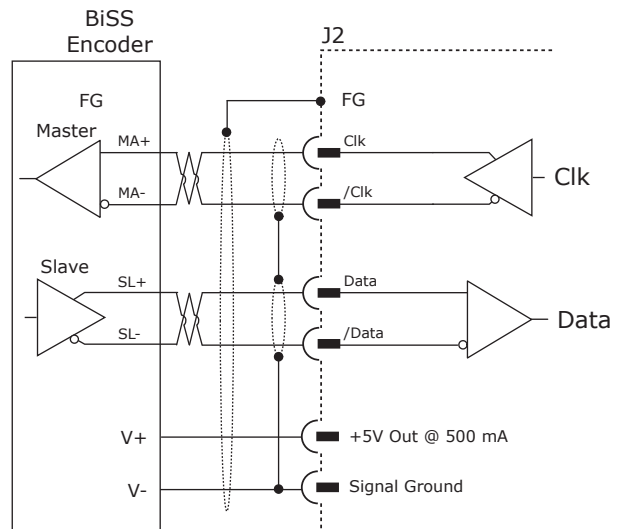 BiSS
Encoder
J2
FG
FG
Master
MA+
Clk
MA-
/Clk
Clk
Slave
SL+
Data
SL-
/Data
Data
V+
+5V Out @ 500 mA
V-
Signal Ground